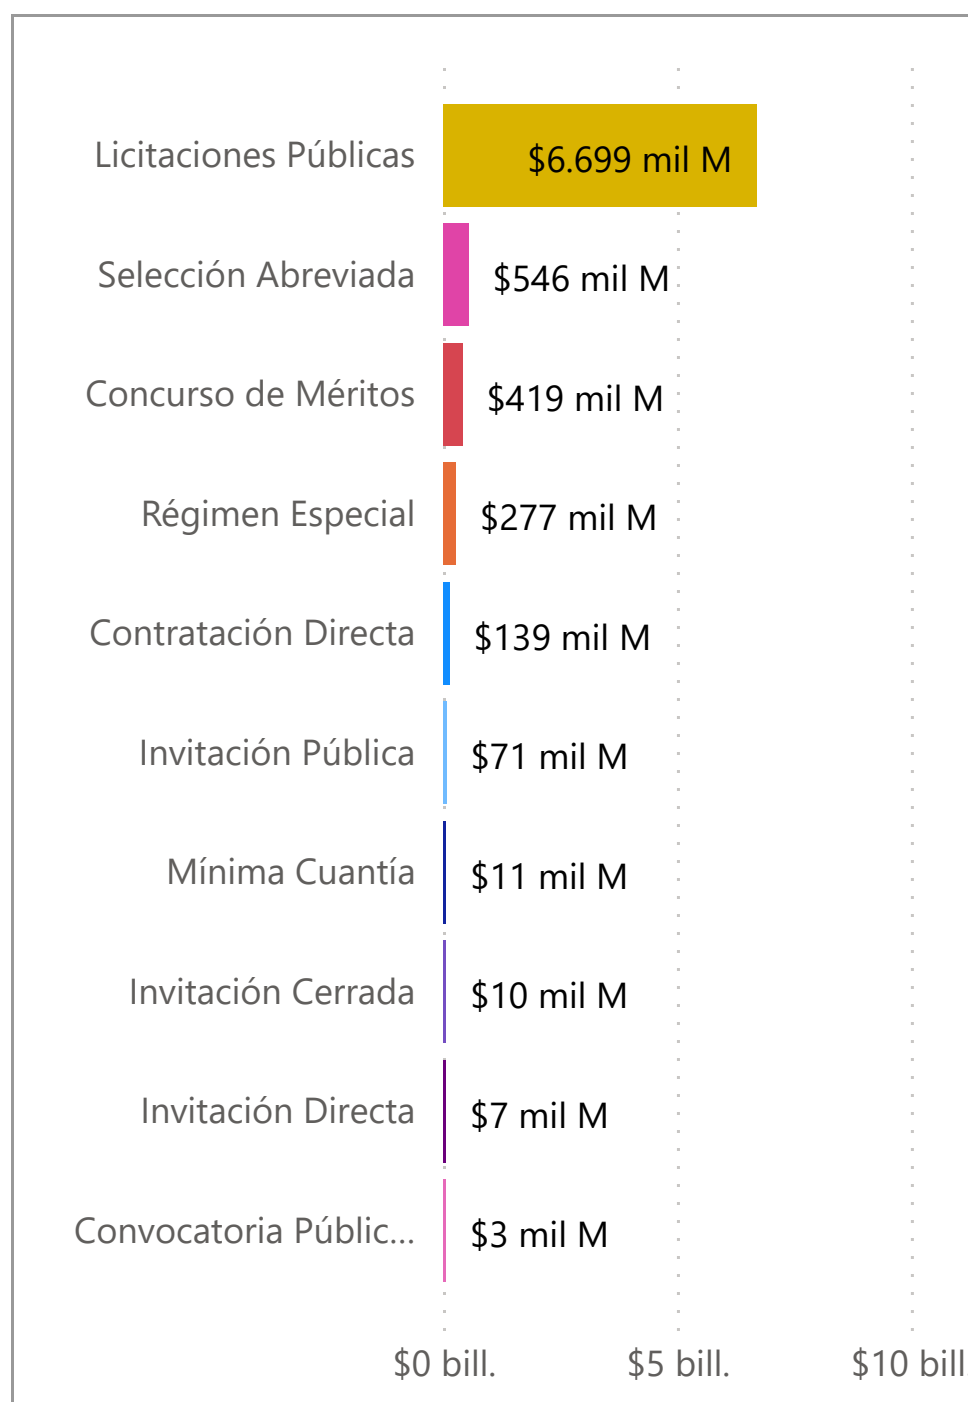 Licitaciones Públicas $6.699 mil M
Selección Abreviada $546 mil M
Concurso de Méritos $419 mil M
Régimen Especial $277 mil M
Contratación Directa $139 mil M
Invitación Pública $71 mil M
Mínima Cuantía $11 mil M
Invitación Cerrada $10 mil M
Invitación Directa $7 mil M
Convocatoria Públic... $3 mil M
$0 bill. $5 bill. $10 bill.